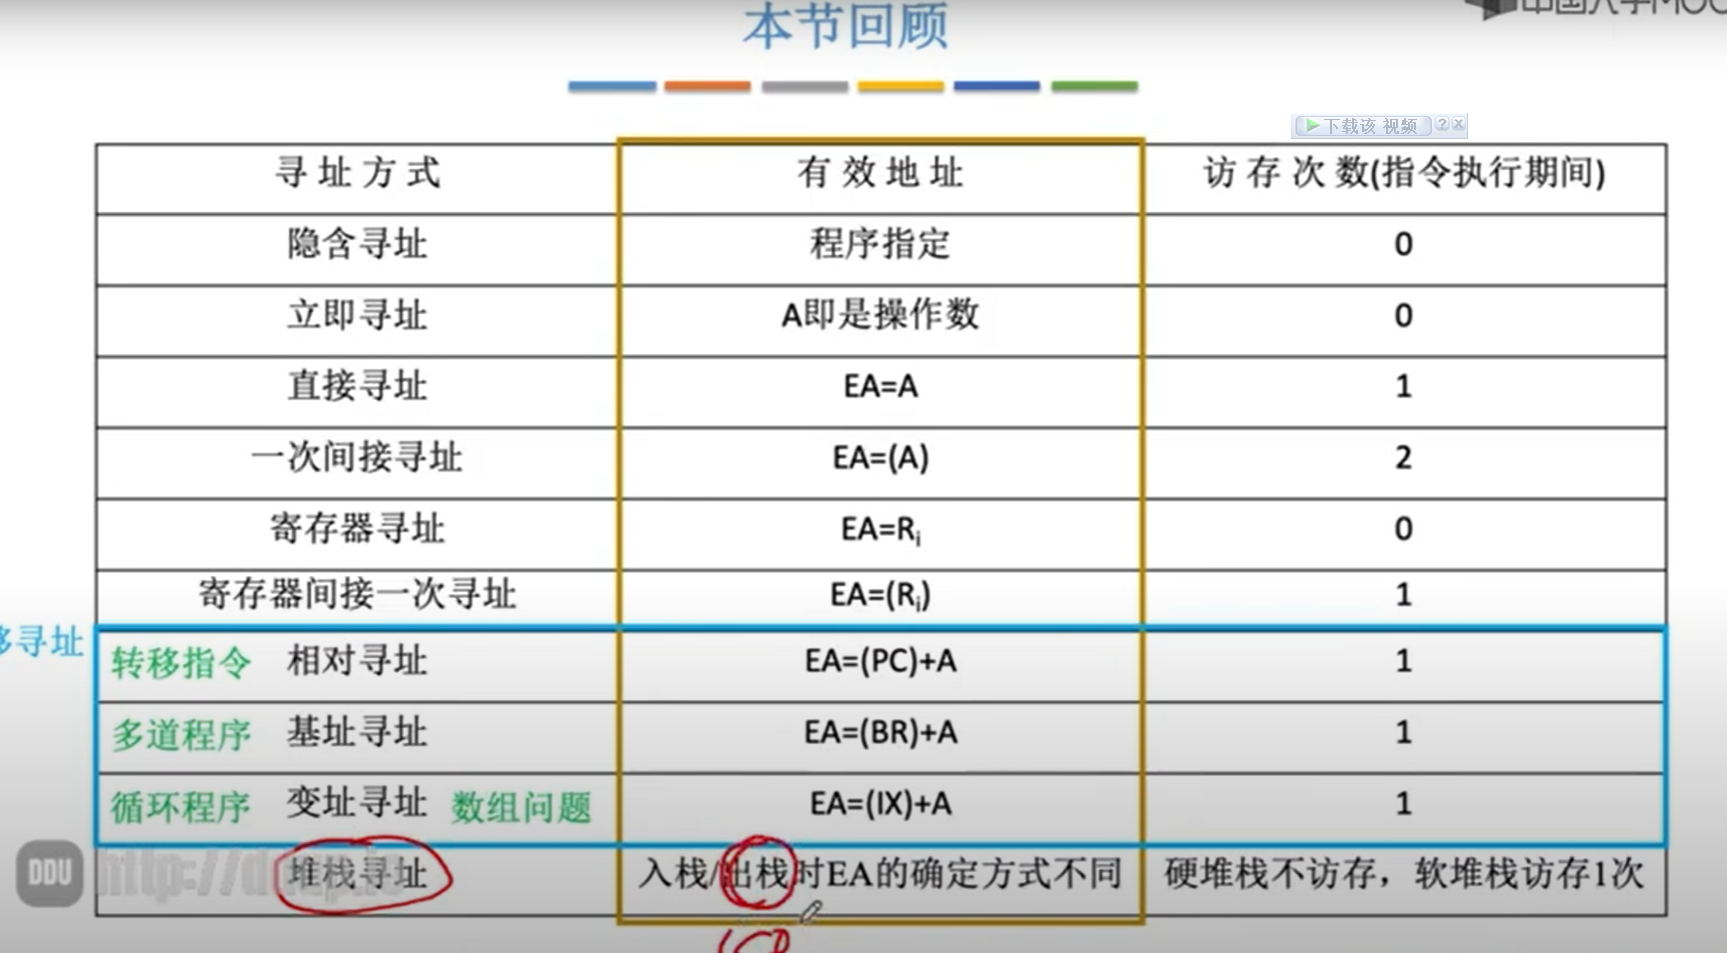 本节回顾
中国大学MOO
下载该 视频
寻 址 方 式 有 效 地 址 访 存 次 数(指令执行期间)
隐含寻址 程序指定 0
立即寻址 A即是操作数 0
直接寻址 EA=A 1
一次间接寻址 EA=(A) 2
寄存器寻址 EA=Rᵢ 0
寄存器间接一次寻址 EA=(Rᵢ) 1
移寻址
转移指令 相对寻址 EA=(PC)+A 1
多道程序 基址寻址 EA=(BR)+A 1
循环程序 变址寻址 数组问题 EA=(IX)+A 1
堆栈寻址 入栈/出栈时EA的确定方式不同 硬堆栈不访存，软堆栈访存1次
DDU